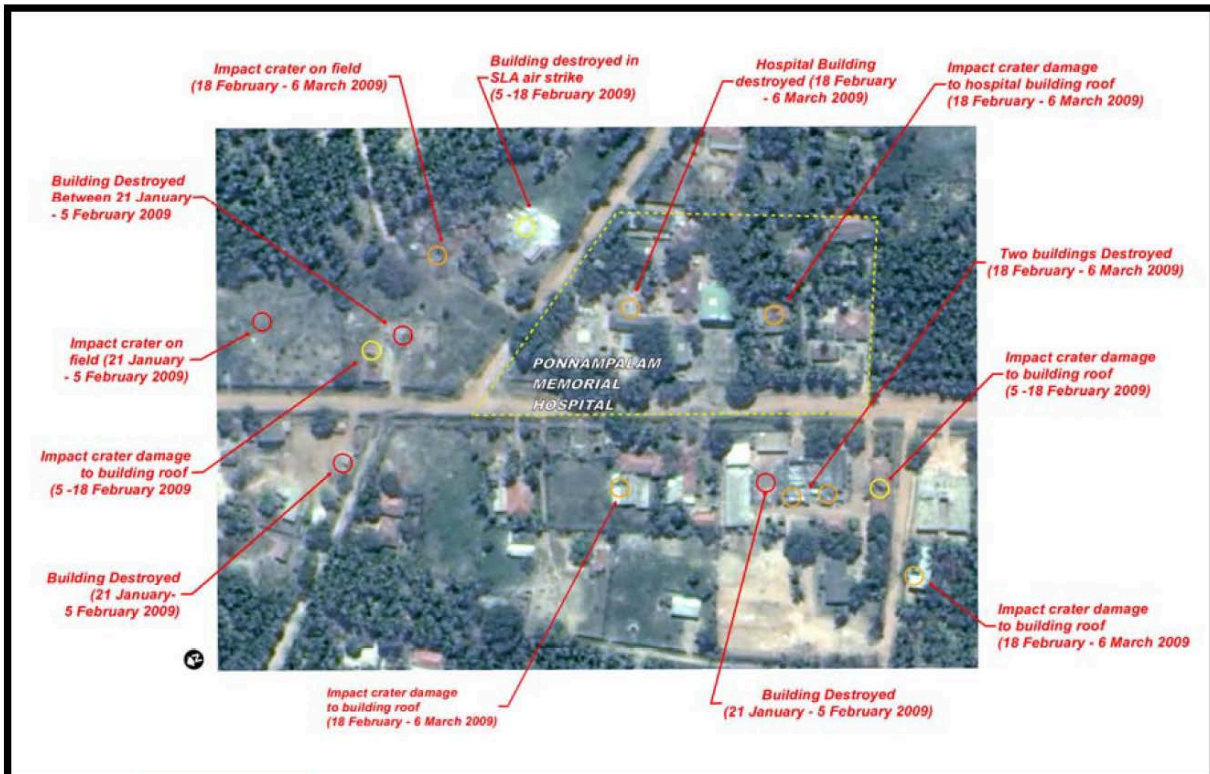 Impact crater on field
(18 February - 6 March 2009)
Building destroyed in
SLA air strike
(5 -18 February 2009)
Hospital Building
destroyed (18 February
- 6 March 2009)
Impact crater damage
to hospital building roof
(18 February - 6 March 2009)
Building Destroyed
Between 21 January
- 5 February 2009
Two buildings Destroyed
(18 February - 6 March 2009)
Impact crater on
field (21 January
- 5 February 2009)
PONNAMPALAM
MEMORIAL
HOSPITAL
Impact crater damage
to building roof
(5 -18 February 2009)
Impact crater damage
to building roof
(5 -18 February 2009
Building Destroyed
(21 January-
5 February 2009)
Impact crater damage
to building roof
(18 February - 6 March 2009
Impact crater damage
to building roof
(18 February - 6 March 2009)
Building Destroyed
(21 January - 5 February 2009)
N